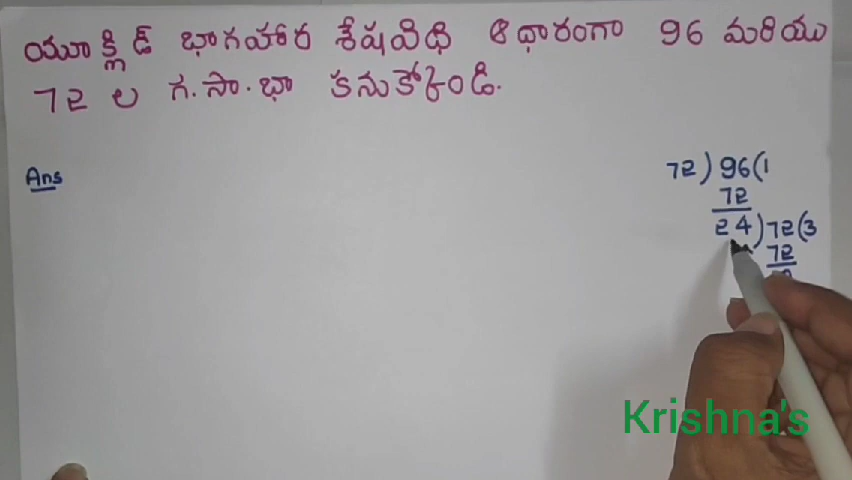 యూక్లిడ్ భాగహార శేషవిధి ఆధారంగా 96 మరియు
72 ల గ.సా.భా కనుకోండి.
Ans
72) 96(1
72
24)72(3
72
Krishna's